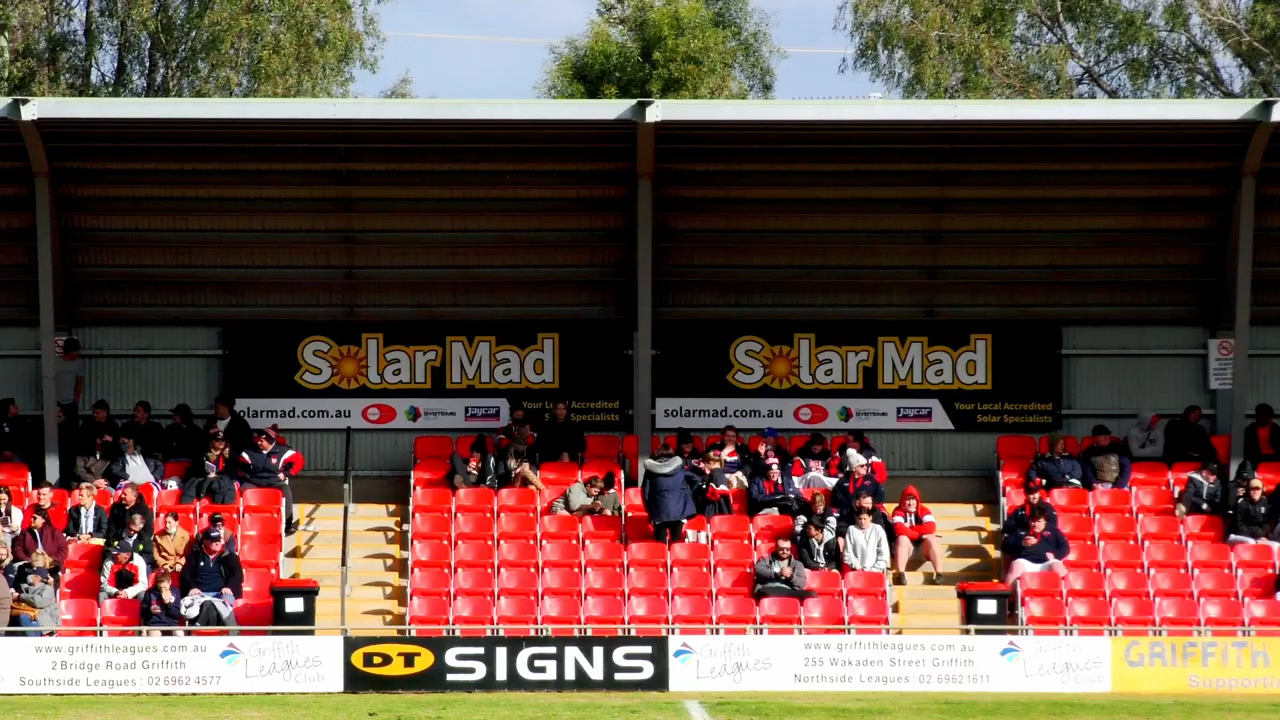 Solar Mad
solarmad.com.au
JAYCAR
Your Local Accredited
Solar Specialists
Solar Mad
solarmad.com.au
JAYCAR
Your Local Accredited
Solar Specialists
www.griffithleagues.com.au
2 Bridge Road Griffith
Southside Leagues: 02 6962 4577
Griffith
Leagues
Club
DT SIGNS
Griffith
Leagues
Club
www.griffithleagues.com.au
255 Wakaden Street Griffith
Northside Leagues: 02 69621611
Leagues
Club
GRIFFITH
Supportin